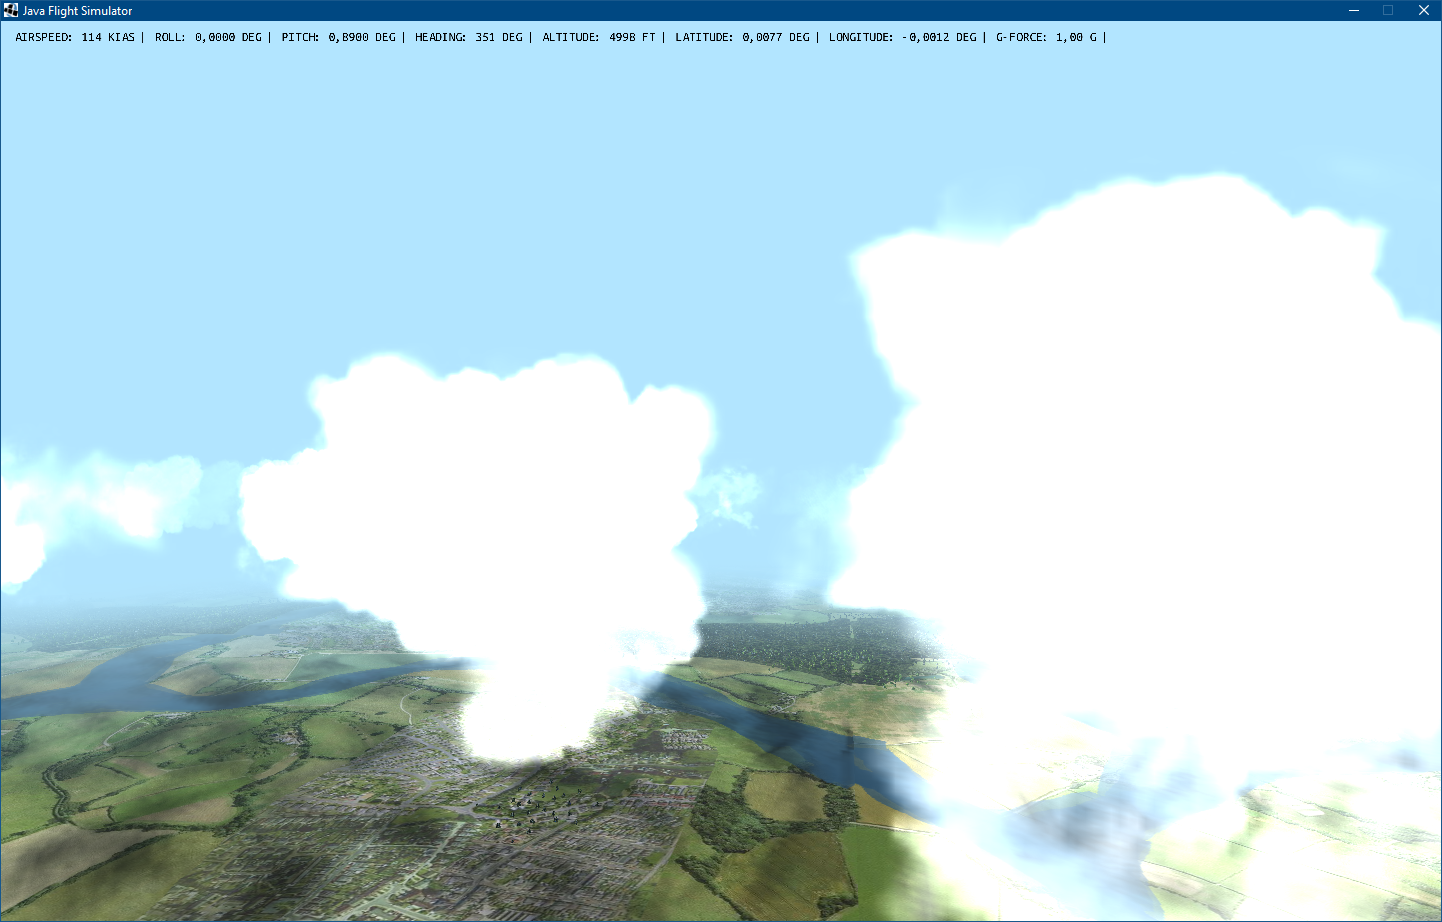 Java Flight Simulator
AIRSPEED: 114 KIAS | ROLL: 0,0000 DEG | PITCH: 0,8900 DEG | HEADING: 351 DEG | ALTITUDE: 4998 FT | LATITUDE: 0,0077 DEG | LONGITUDE: -0,0012 DEG | G-FORCE: 1,00 G |